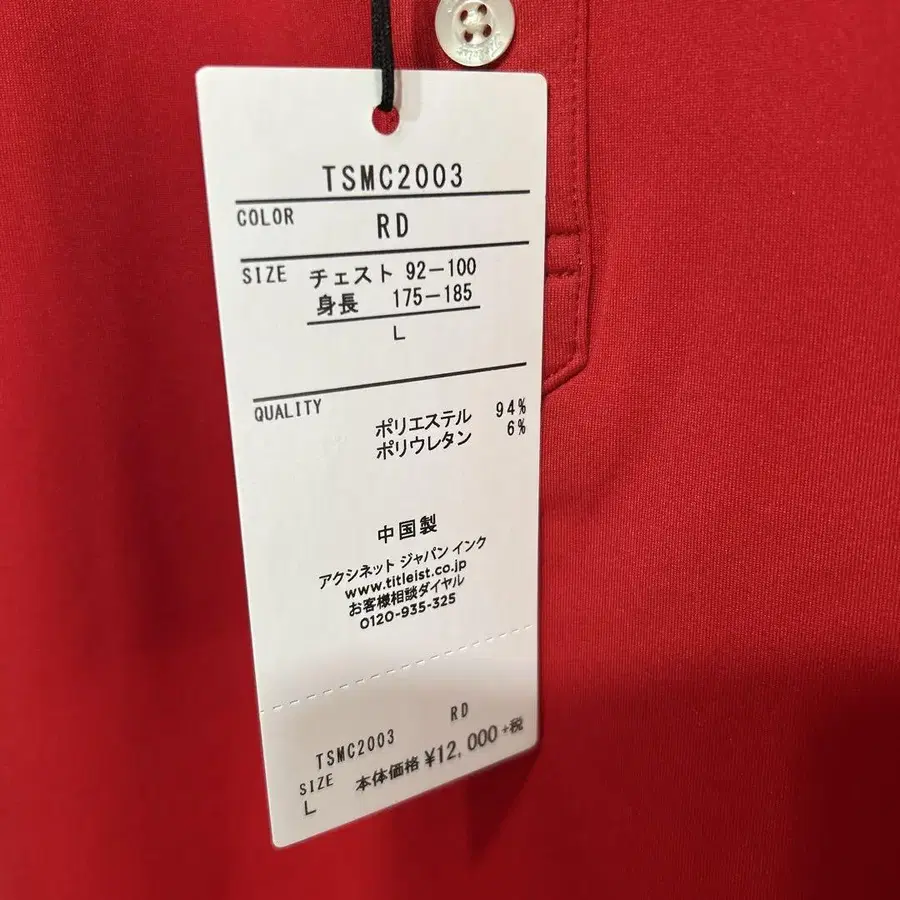 TSMC2003
COLOR RD
SIZE チェスト 92-100
身長 175-185
L
QUALITY
ポリエステル 94%
ポリウレタン 6%
中国製
アクシネット ジャパン インク
www.titleist.co.jp
お客様相談ダイヤル
0120-935-325
TSMC2003 RD
SIZE 本体価格 ¥12,000+税
L